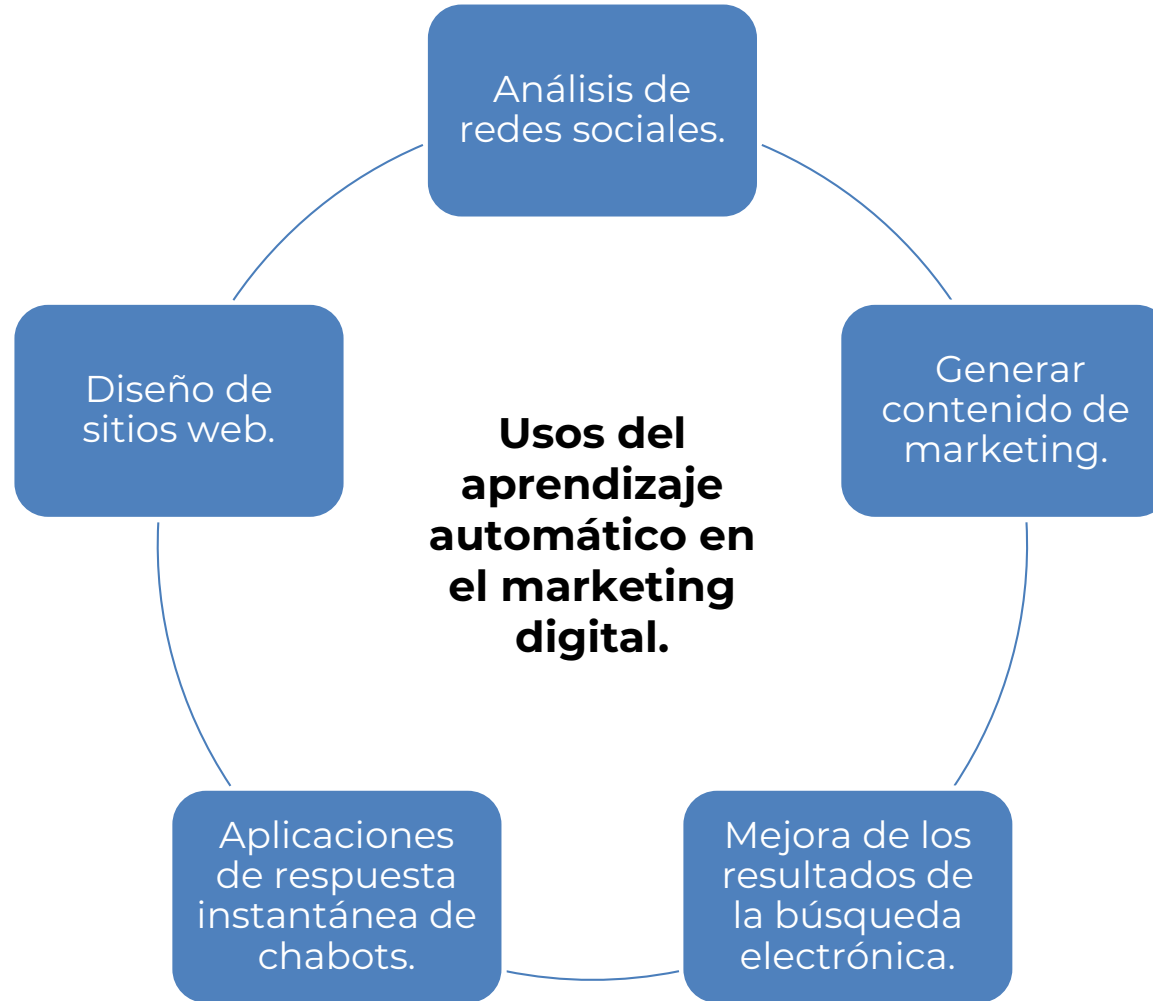 Análisis de
redes sociales.
Generar
contenido de
marketing.
Mejora de los
resultados de
la búsqueda
electrónica.
Aplicaciones
de respuesta
instantánea de
chabots.
Diseño de
sitios web.
Usos del
aprendizaje
automático en
el marketing
digital.